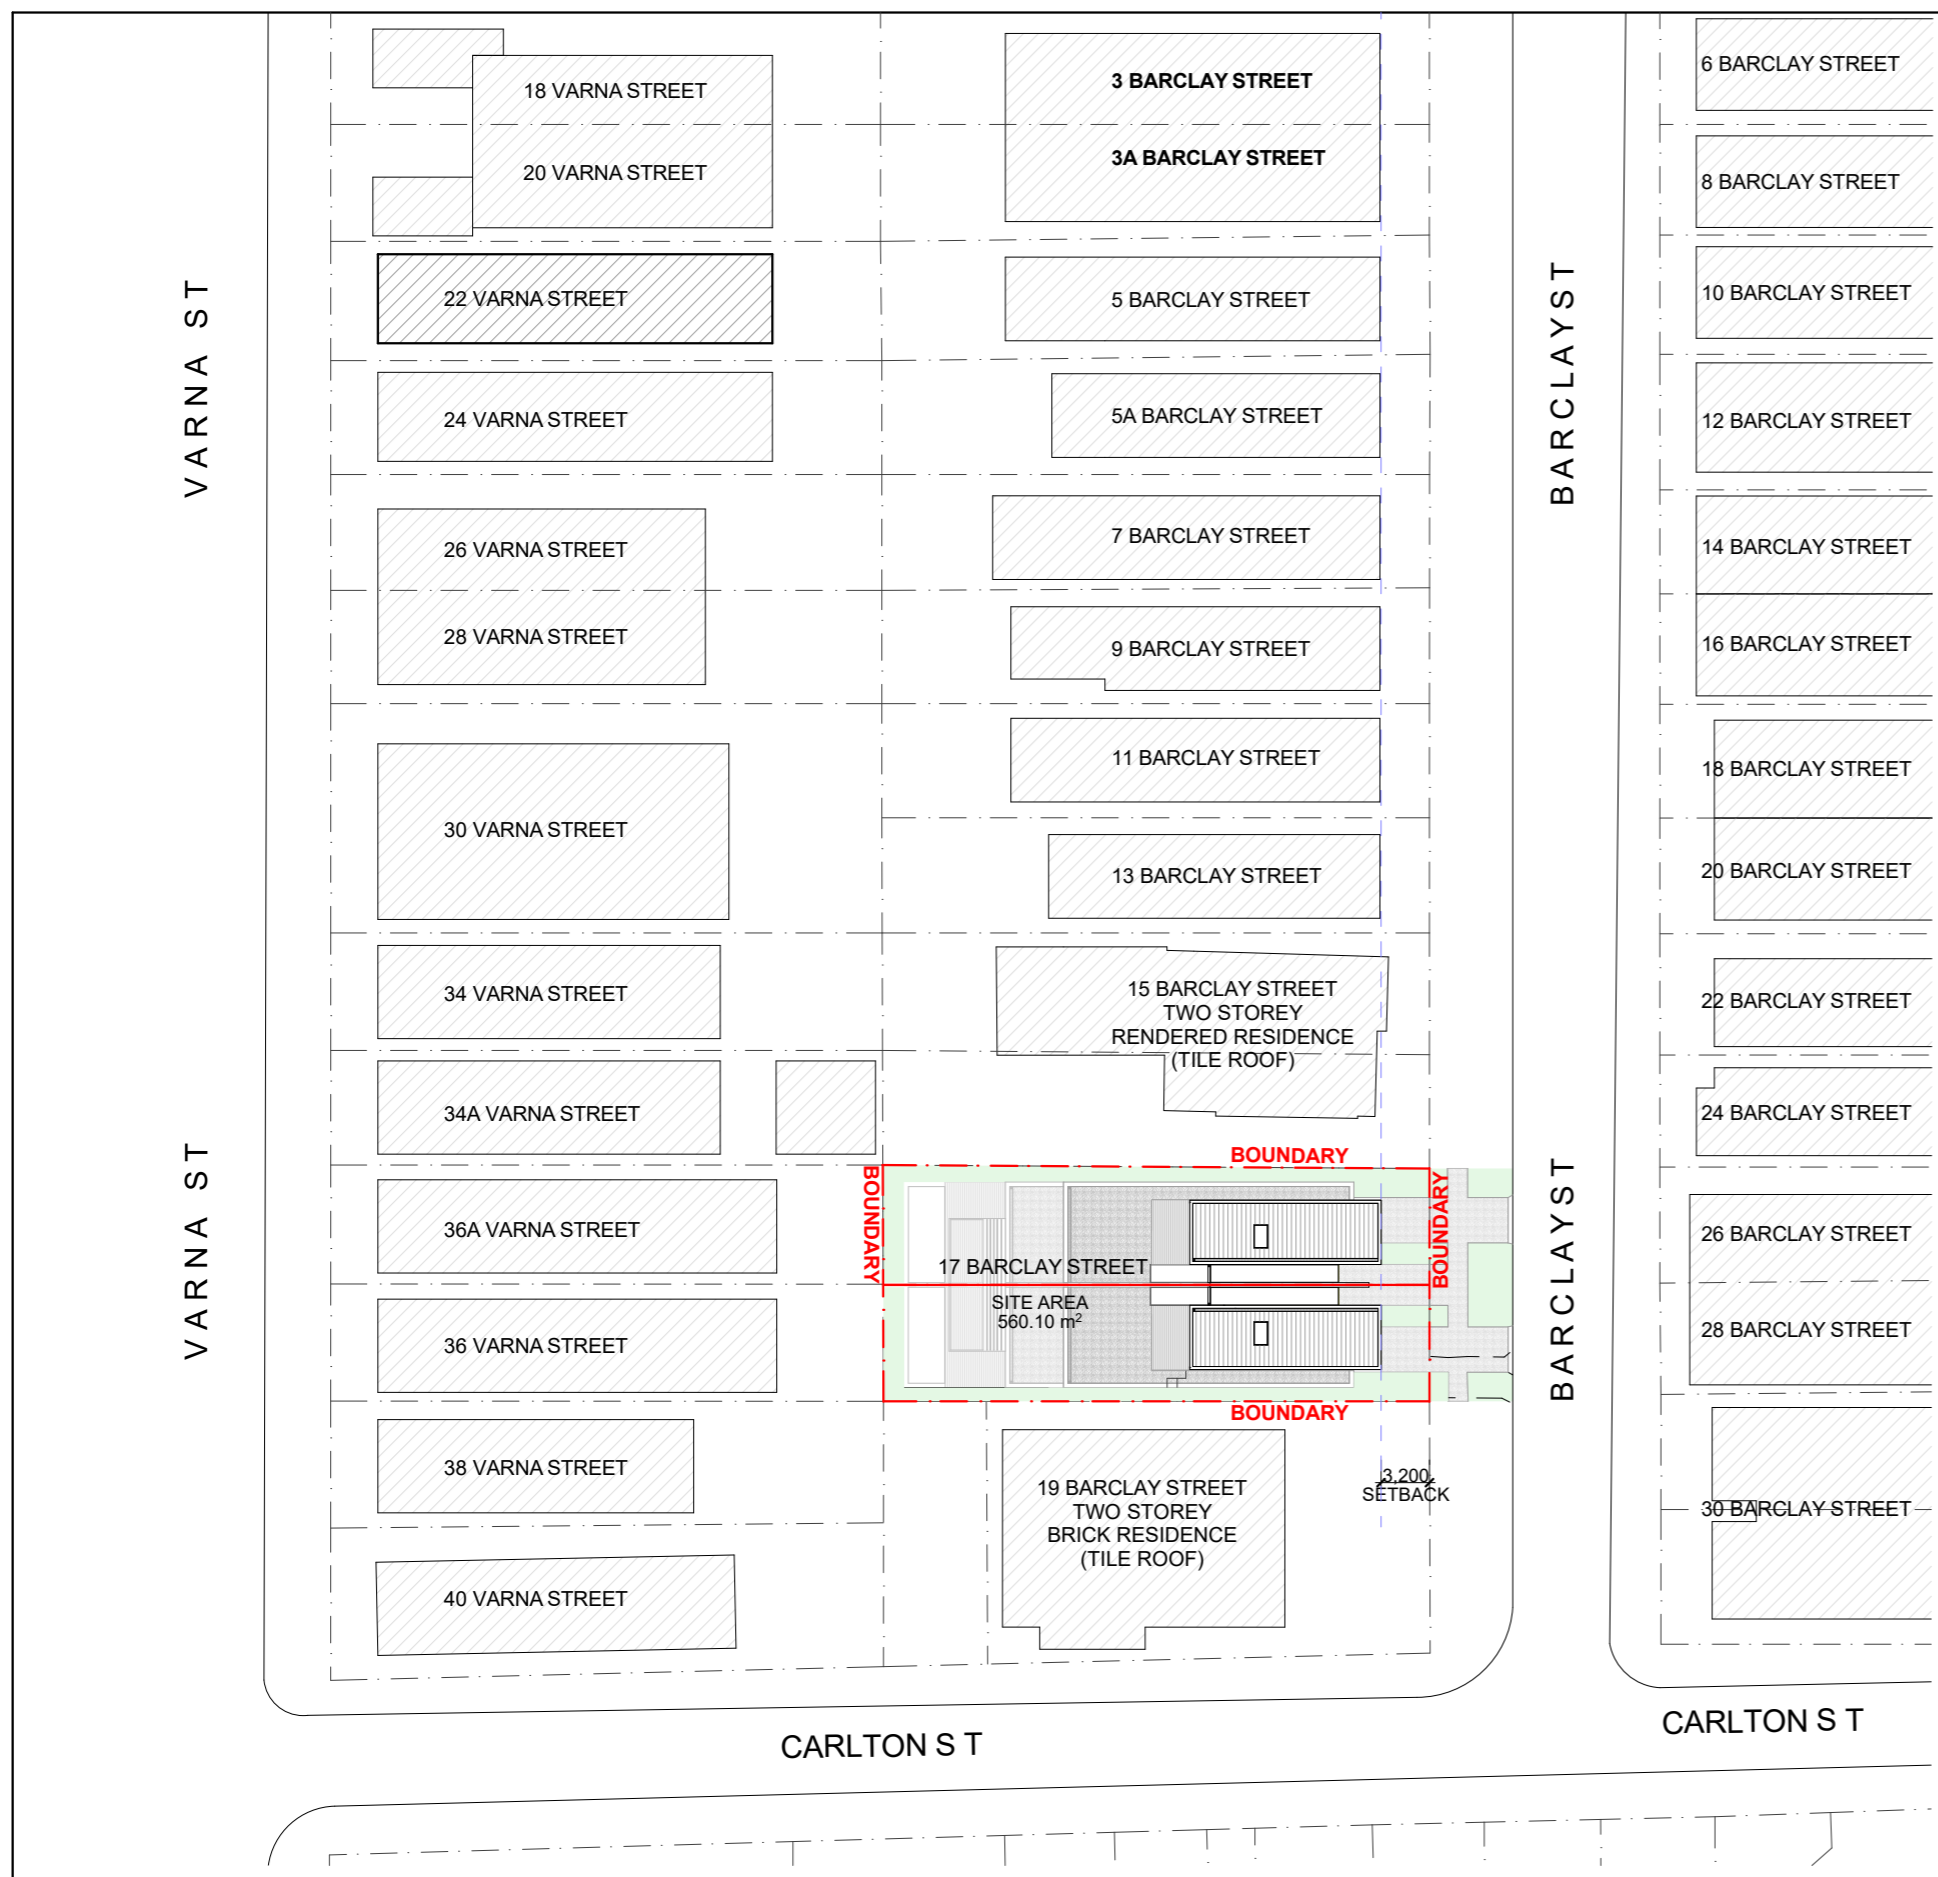 VARNA ST
VARNA ST
18 VARNA STREET
20 VARNA STREET
22 VARNA STREET
24 VARNA STREET
26 VARNA STREET
28 VARNA STREET
30 VARNA STREET
34 VARNA STREET
34A VARNA STREET
36A VARNA STREET
36 VARNA STREET
38 VARNA STREET
40 VARNA STREET
3 BARCLAY STREET
3A BARCLAY STREET
5 BARCLAY STREET
5A BARCLAY STREET
7 BARCLAY STREET
9 BARCLAY STREET
11 BARCLAY STREET
13 BARCLAY STREET
15 BARCLAY STREET
TWO STOREY
RENDERED RESIDENCE
(TILE ROOF)
BOUNDARY
BOUNDARY
BOUNDARY
17 BARCLAY STREET
SITE AREA
560.10 m²
BOUNDARY
19 BARCLAY STREET
TWO STOREY
BRICK RESIDENCE
(TILE ROOF)
3,200
SETBACK
BARCLAYST
BARCLAYST
6 BARCLAY STREET
8 BARCLAY STREET
10 BARCLAY STREET
12 BARCLAY STREET
14 BARCLAY STREET
16 BARCLAY STREET
18 BARCLAY STREET
20 BARCLAY STREET
22 BARCLAY STREET
24 BARCLAY STREET
26 BARCLAY STREET
28 BARCLAY STREET
30 BARCLAY STREET
CARLTON S T
CARLTON S T